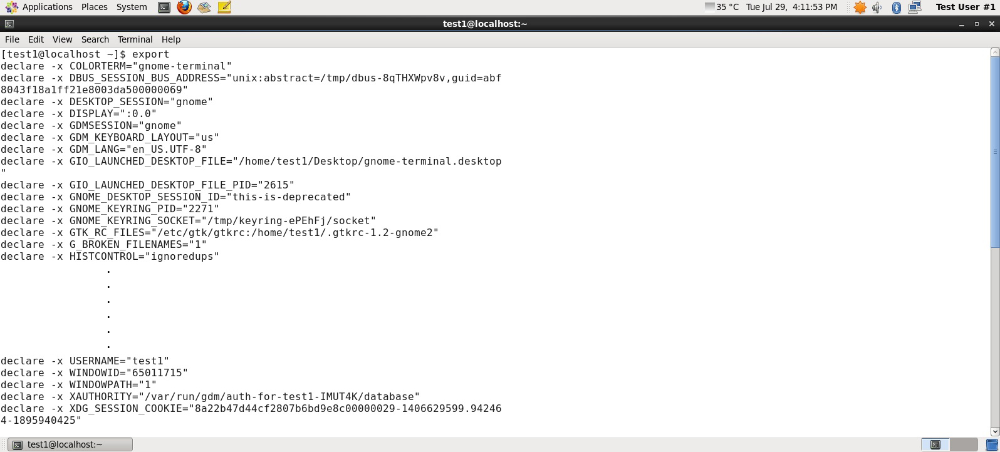 Applications Places System 35 °C Tue Jul 29, 4:11:53 PM Test User #1
test1@localhost:~
File Edit View Search Terminal Help
[test1@localhost ~]$ export
declare -x COLORTERM="gnome-terminal"
declare -x DBUS_SESSION_BUS_ADDRESS="unix:abstract=/tmp/dbus-8qTHXWpv8v,guid=abf
8043f18a1ff21e8003da500000069"
declare -x DESKTOP_SESSION="gnome"
declare -x DISPLAY=":0.0"
declare -x GDMSESSION="gnome"
declare -x GDM_KEYBOARD_LAYOUT="us"
declare -x GDM_LANG="en_US.UTF-8"
declare -x GIO_LAUNCHED_DESKTOP_FILE="/home/test1/Desktop/gnome-terminal.desktop
"
declare -x GIO_LAUNCHED_DESKTOP_FILE_PID="2615"
declare -x GNOME_DESKTOP_SESSION_ID="this-is-deprecated"
declare -x GNOME_KEYRING_PID="2271"
declare -x GNOME_KEYRING_SOCKET="/tmp/keyring-ePEhFj/socket"
declare -x GTK_RC_FILES="/etc/gtk/gtkrc:/home/test1/.gtkrc-1.2-gnome2"
declare -x G_BROKEN_FILENAMES="1"
declare -x HISTCONTROL="ignoredups"
.
.
.
.
.
.
declare -x USERNAME="test1"
declare -x WINDOWID="65011715"
declare -x WINDOWPATH="1"
declare -x XAUTHORITY="/var/run/gdm/auth-for-test1-IMUT4K/database"
declare -x XDG_SESSION_COOKIE="8a22b47d44cf2807b6bd9e8c00000029-1406629599.94246
4-1895940425"
test1@localhost:~